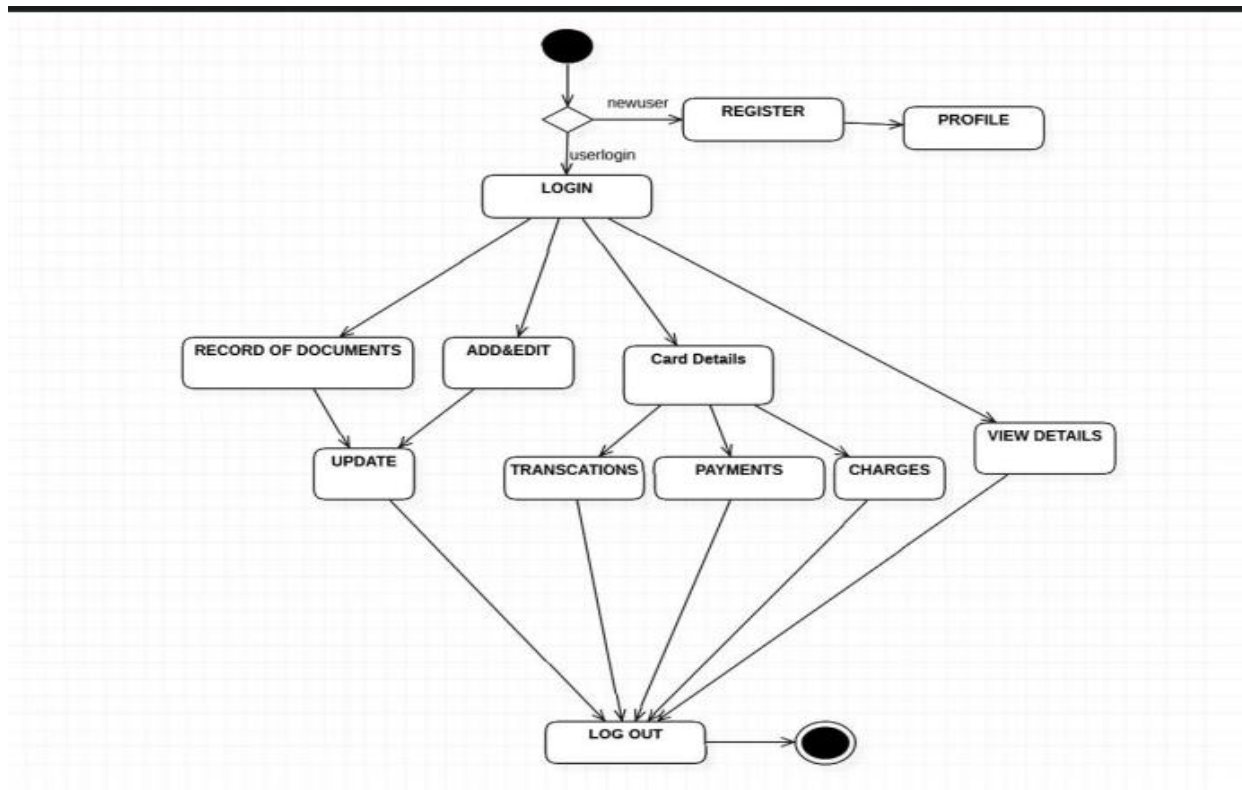 newuser
REGISTER
PROFILE
userlogin
LOGIN
RECORD OF DOCUMENTS
ADD&EDIT
Card Details
VIEW DETAILS
UPDATE
TRANSCATIONS
PAYMENTS
CHARGES
LOG OUT